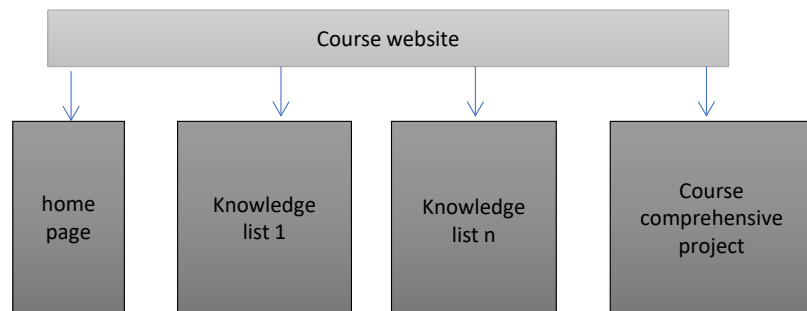 Course website
home
page
Knowledge
list 1
Knowledge
list n
Course
comprehensive
project